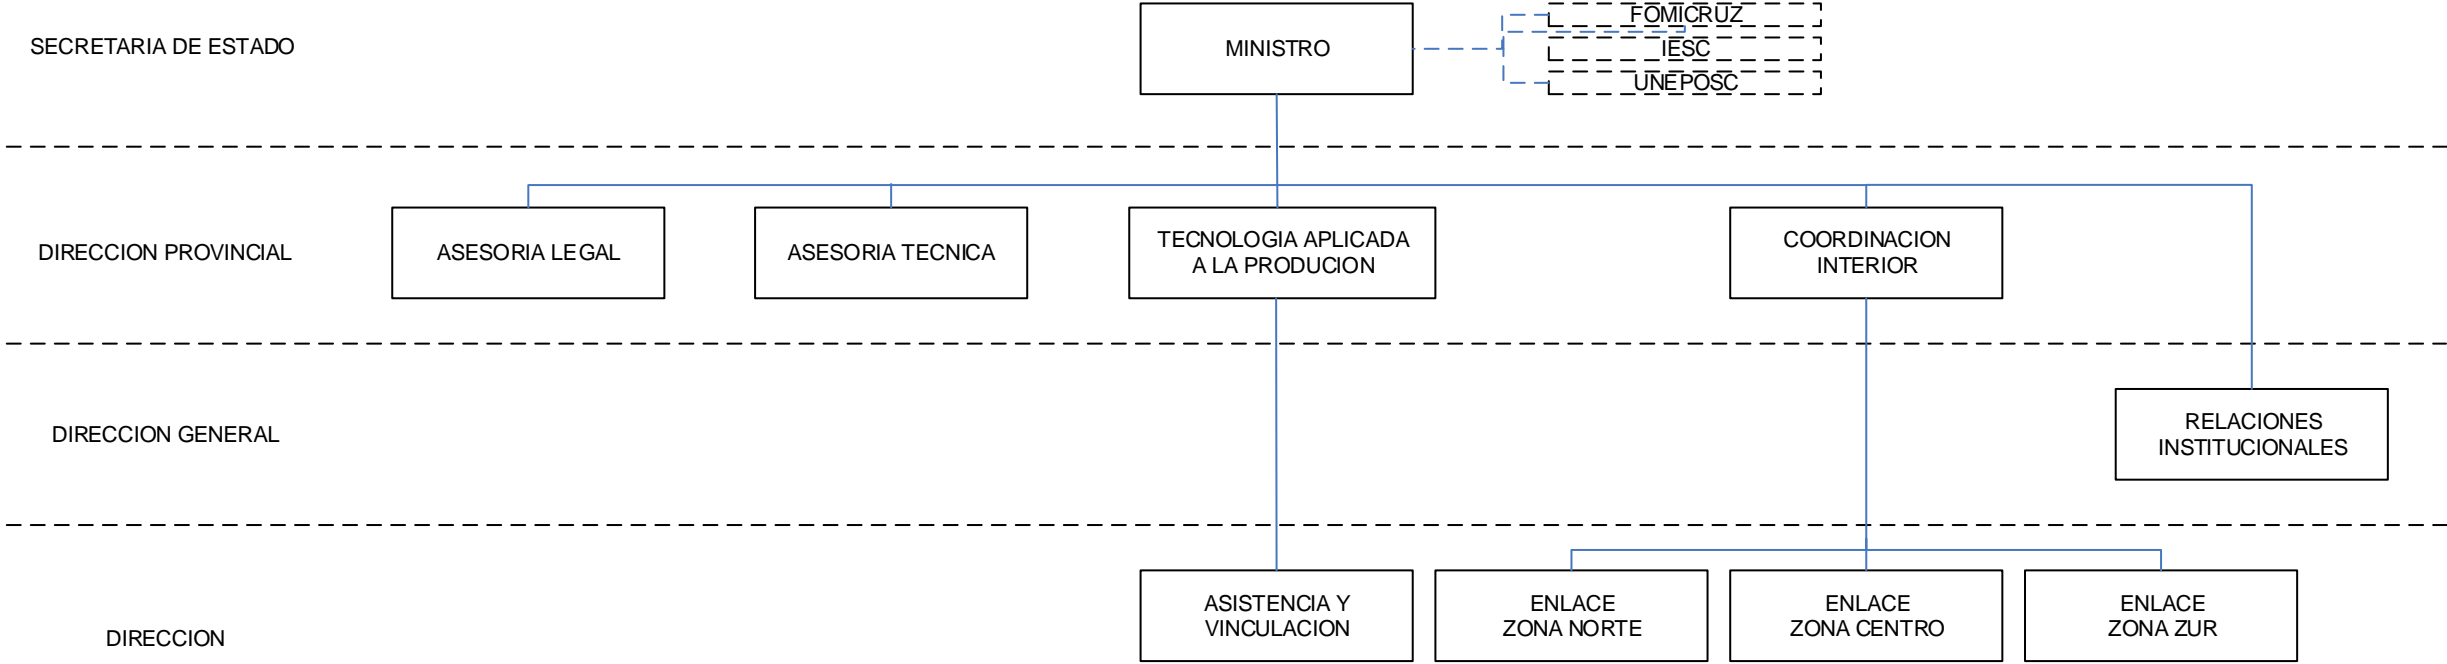 FOMICRUZ
SECRETARIA DE ESTADO
MINISTRO
IESC
UNEPOSC
DIRECCION PROVINCIAL
ASESORIA LEGAL
ASESORIA TECNICA
TECNOLOGIA APLICADA
A LA PRODUCION
COORDINACION
INTERIOR
DIRECCION GENERAL
RELACIONES
INSTITUCIONALES
DIRECCION
ASISTENCIA Y
VINCULACION
ENLACE
ZONA NORTE
ENLACE
ZONA CENTRO
ENLACE
ZONA ZUR